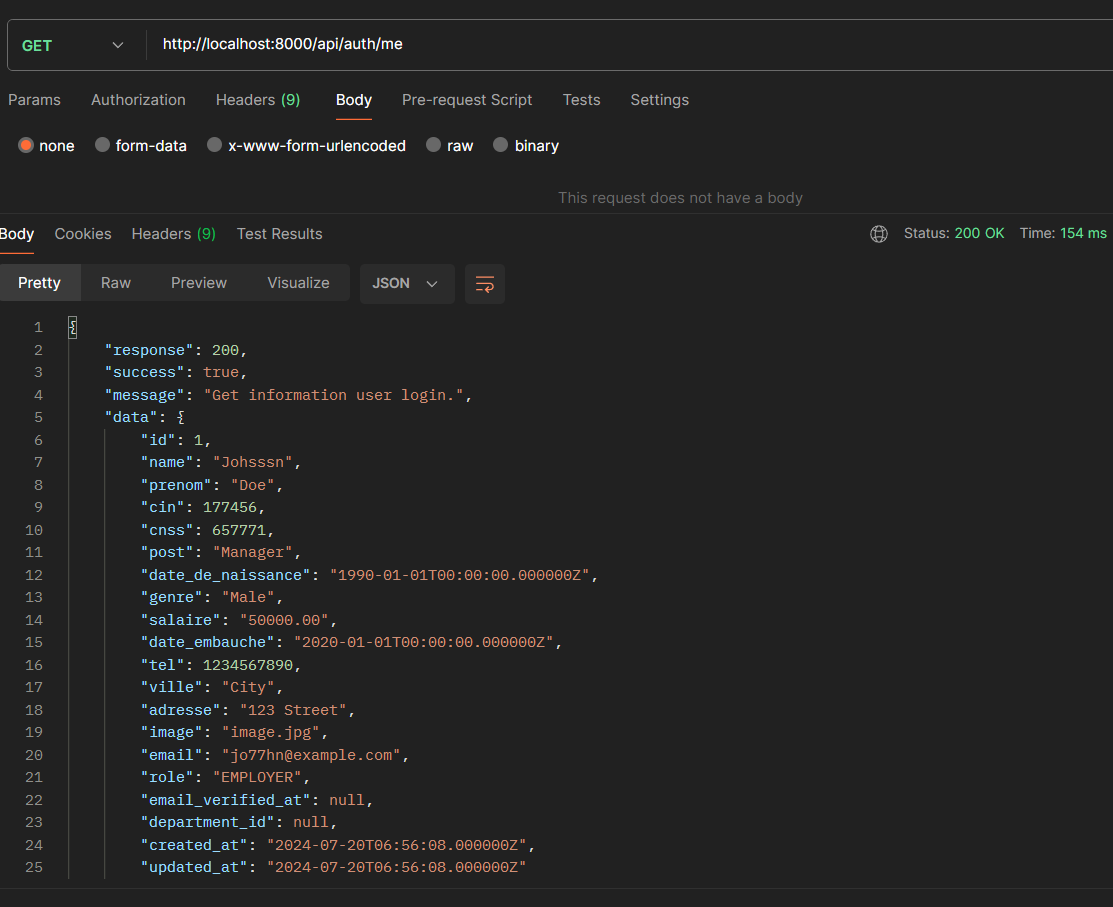 GET http://localhost:8000/api/auth/me
Params Authorization Headers (9) Body Pre-request Script Tests Settings
none form-data x-www-form-urlencoded raw binary
This request does not have a body
Body Cookies Headers (9) Test Results Status: 200 OK Time: 154 ms
Pretty Raw Preview Visualize JSON
1 {
2 "response": 200,
3 "success": true,
4 "message": "Get information user login.",
5 "data": {
6 "id": 1,
7 "name": "Johsssn",
8 "prenom": "Doe",
9 "cin": 177456,
10 "cnss": 657771,
11 "post": "Manager",
12 "date_de_naissance": "1990-01-01T00:00:00.000000Z",
13 "genre": "Male",
14 "salaire": "50000.00",
15 "date_embauche": "2020-01-01T00:00:00.000000Z",
16 "tel": 1234567890,
17 "ville": "City",
18 "adresse": "123 Street",
19 "image": "image.jpg",
20 "email": "jo77hn@example.com",
21 "role": "EMPLOYER",
22 "email_verified_at": null,
23 "department_id": null,
24 "created_at": "2024-07-20T06:56:08.000000Z",
25 "updated_at": "2024-07-20T06:56:08.000000Z"